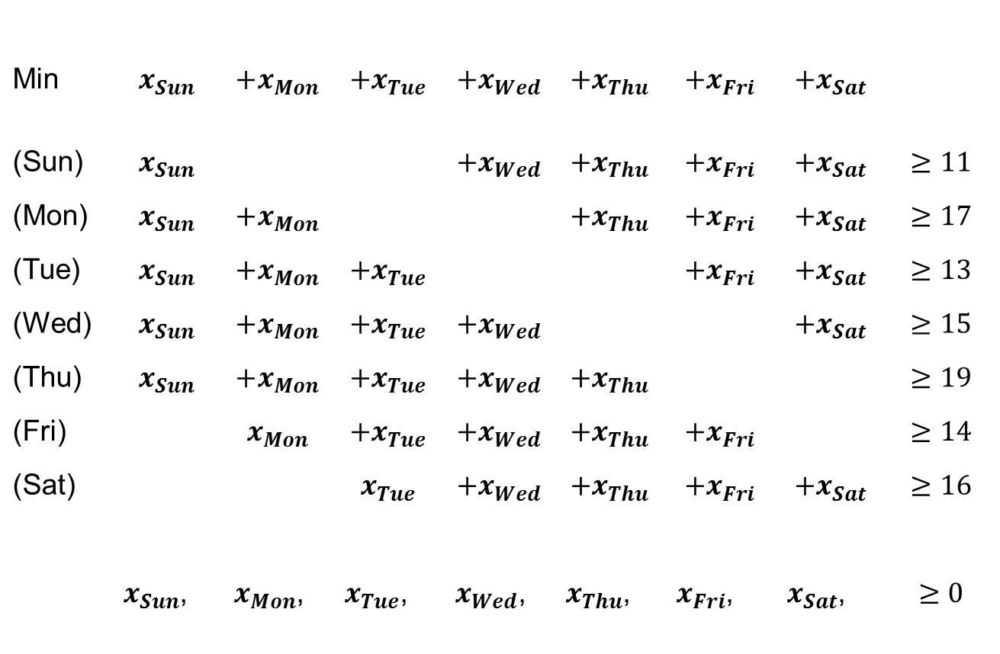 Min x_Sun +x_Mon +x_Tue +x_Wed +x_Thu +x_Fri +x_Sat
(Sun) x_Sun +x_Wed +x_Thu +x_Fri +x_Sat ≥ 11
(Mon) x_Sun +x_Mon +x_Thu +x_Fri +x_Sat ≥ 17
(Tue) x_Sun +x_Mon +x_Tue +x_Fri +x_Sat ≥ 13
(Wed) x_Sun +x_Mon +x_Tue +x_Wed +x_Sat ≥ 15
(Thu) x_Sun +x_Mon +x_Tue +x_Wed +x_Thu ≥ 19
(Fri) x_Mon +x_Tue +x_Wed +x_Thu +x_Fri ≥ 14
(Sat) x_Tue +x_Wed +x_Thu +x_Fri +x_Sat ≥ 16
x_Sun, x_Mon, x_Tue, x_Wed, x_Thu, x_Fri, x_Sat, ≥ 0